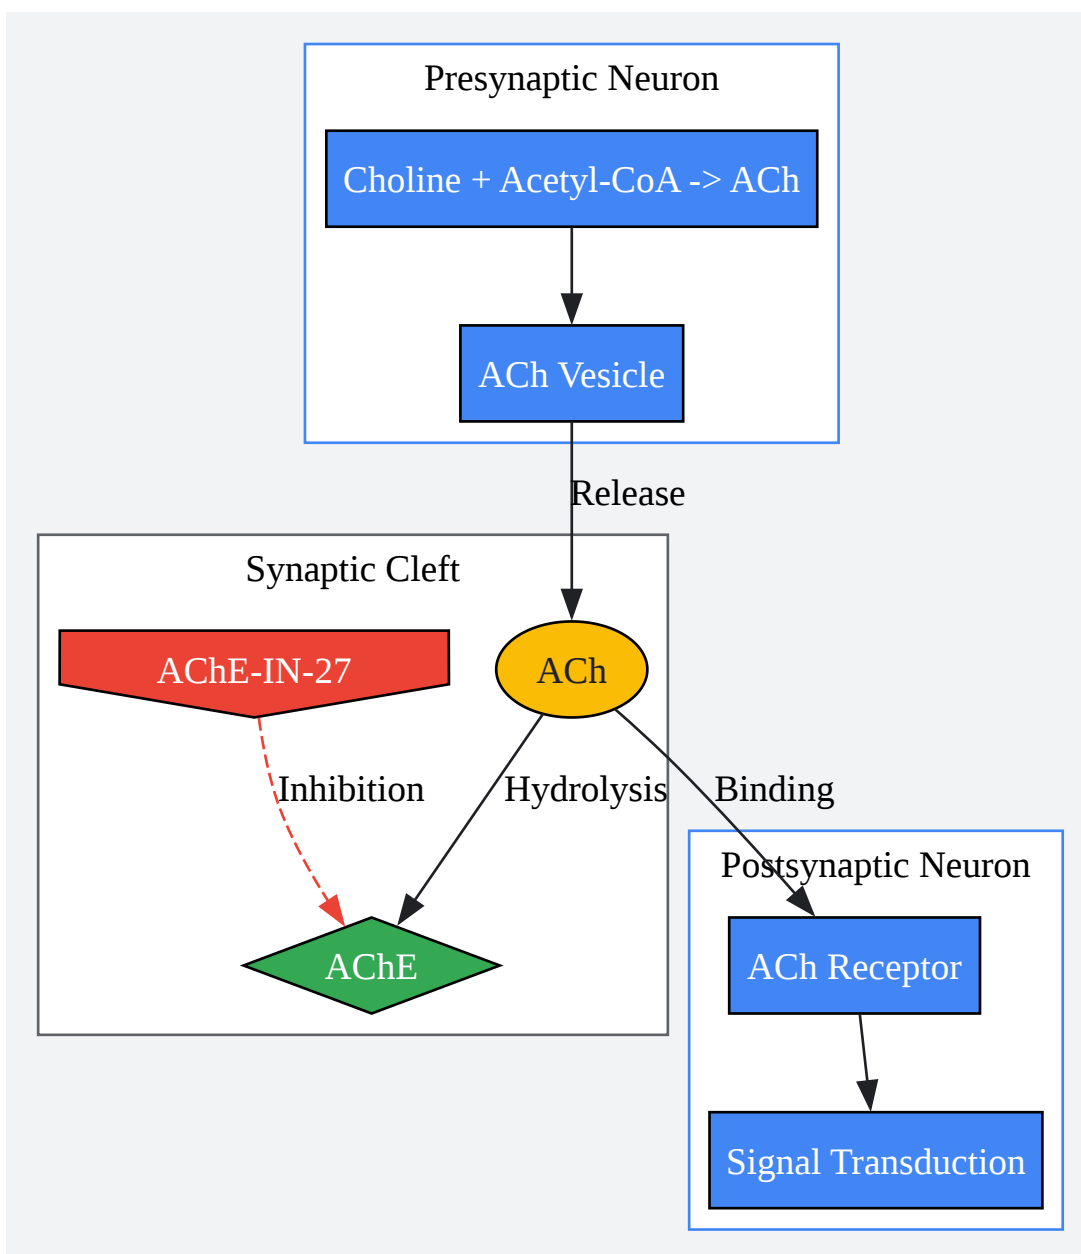 Presynaptic Neuron
Choline + Acetyl-CoA -> ACh
ACh Vesicle
Release
Synaptic Cleft
AChE-IN-27
ACh
Inhibition
Hydrolysis
Binding
Postsynaptic Neuron
AChE
ACh Receptor
Signal Transduction